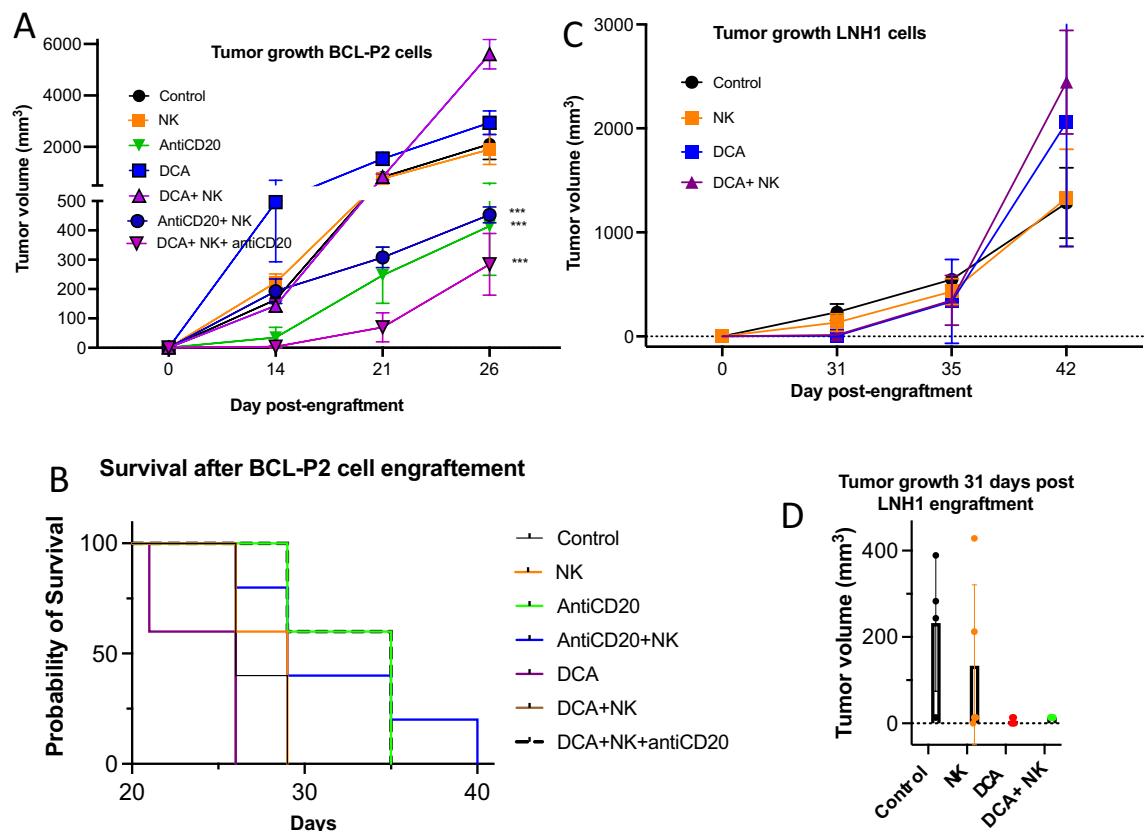 A
Tumor growth BCL-P2 cells
Tumor volume (mm³)
6000
4000
2000
500
400
300
200
100
0
Control
NK
AntiCD20
DCA
DCA+ NK
AntiCD20+ NK
DCA+ NK+ antiCD20
***
***
***
0 14 21 26
Day post-engraftment
C
Tumor growth LNH1 cells
Tumor volume (mm³)
3000
2000
1000
0
Control
NK
DCA
DCA+ NK
0 31 35 42
Day post-engraftment
B
Survival after BCL-P2 cell engraftement
Probability of Survival
100
50
0
20 30 40
Days
Control
NK
AntiCD20
AntiCD20+NK
DCA
DCA+NK
DCA+NK+antiCD20
D
Tumor growth 31 days post
LNH1 engraftment
Tumor volume (mm³)
400
200
0
Control
NK
DCA
DCA+ NK